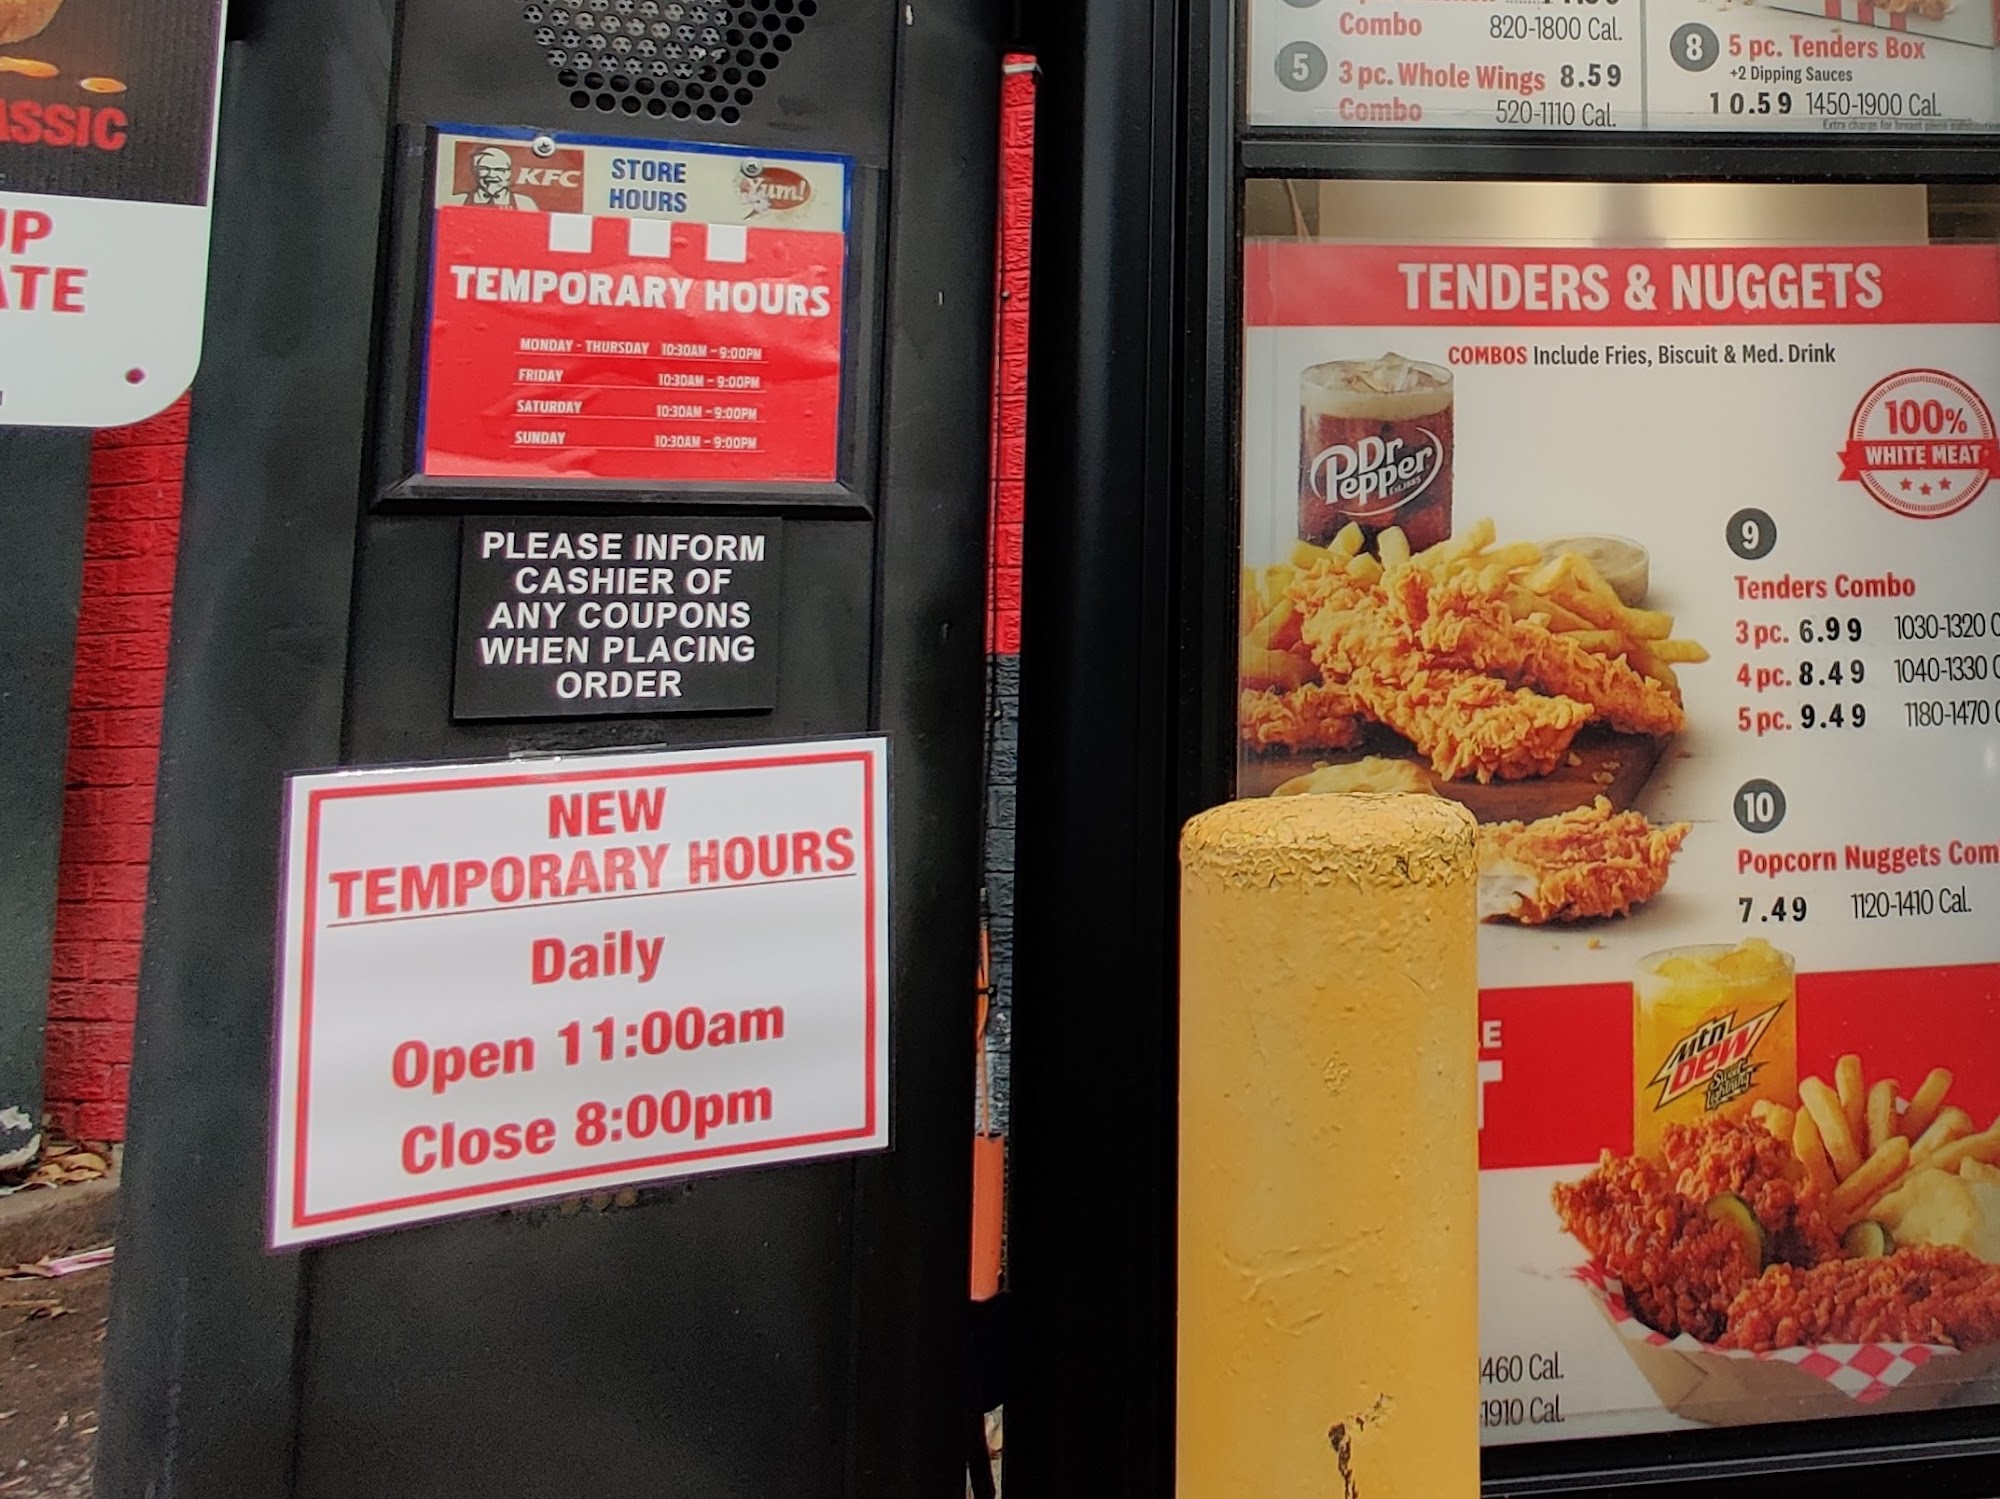 ASSIC
UP
ATE
KFC
STORE
HOURS
Yum!
TEMPORARY HOURS
MONDAY - THURSDAY 10:30AM - 9:00PM
FRIDAY 10:30AM - 9:00PM
SATURDAY 10:30AM - 9:00PM
SUNDAY 10:30AM - 9:00PM
PLEASE INFORM
CASHIER OF
ANY COUPONS
WHEN PLACING
ORDER
NEW
TEMPORARY HOURS
Daily
Open 11:00am
Close 8:00pm
Combo 820-1800 Cal.
5 3 pc. Whole Wings 8.59
Combo 520-1110 Cal.
8 5 pc. Tenders Box
+2 Dipping Sauces
10.59 1450-1900 Cal.
TENDERS & NUGGETS
COMBOS Include Fries, Biscuit & Med. Drink
Dr
Pepper
100%
WHITE MEAT
9
Tenders Combo
3 pc. 6.99 1030-1320 C
4 pc. 8.49 1040-1330 C
5 pc. 9.49 1180-1470 C
10
Popcorn Nuggets Com
7.49 1120-1410 Cal.
LE
T
Mtn
Dew
Sweet
Lightning
1460 Cal.
-1910 Cal.